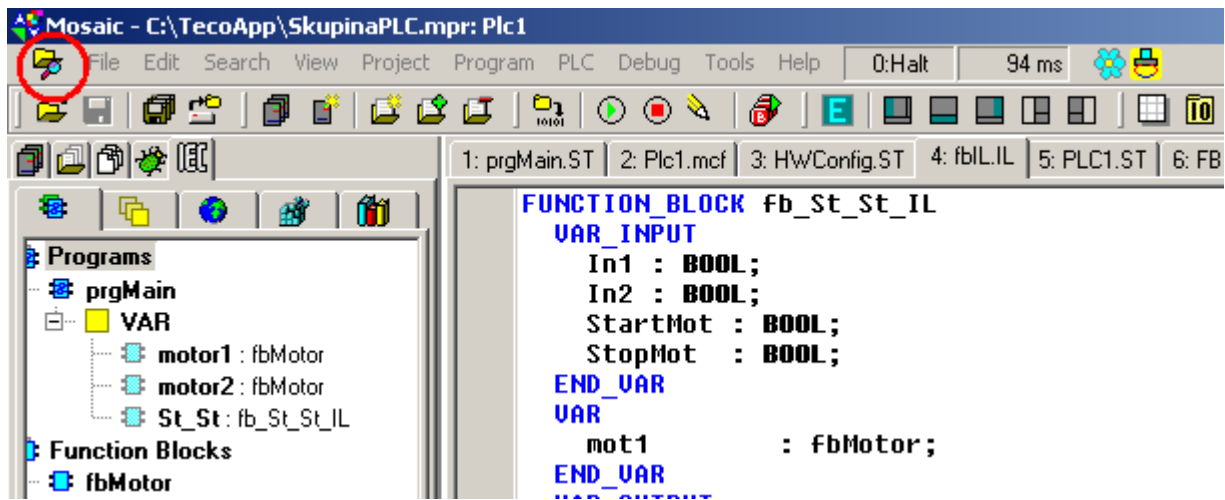 Mosaic - C:\TecoApp\SkupinaPLC.mpr: Plc1
File Edit Search View Project Program PLC Debug Tools Help 0:Halt 94 ms
1: prgMain.ST 2: Plc1.mcf 3: HWConfig.ST 4: fbIL.IL 5: PLC1.ST 6: FB
Programs
prgMain
VAR
motor1 : fbMotor
motor2 : fbMotor
St_St : fb_St_St_IL
Function Blocks
fbMotor
FUNCTION_BLOCK fb_St_St_IL
VAR_INPUT
In1 : BOOL;
In2 : BOOL;
StartMot : BOOL;
StopMot : BOOL;
END_VAR
VAR
mot1 : fbMotor;
END_VAR
VAR_OUTPUT